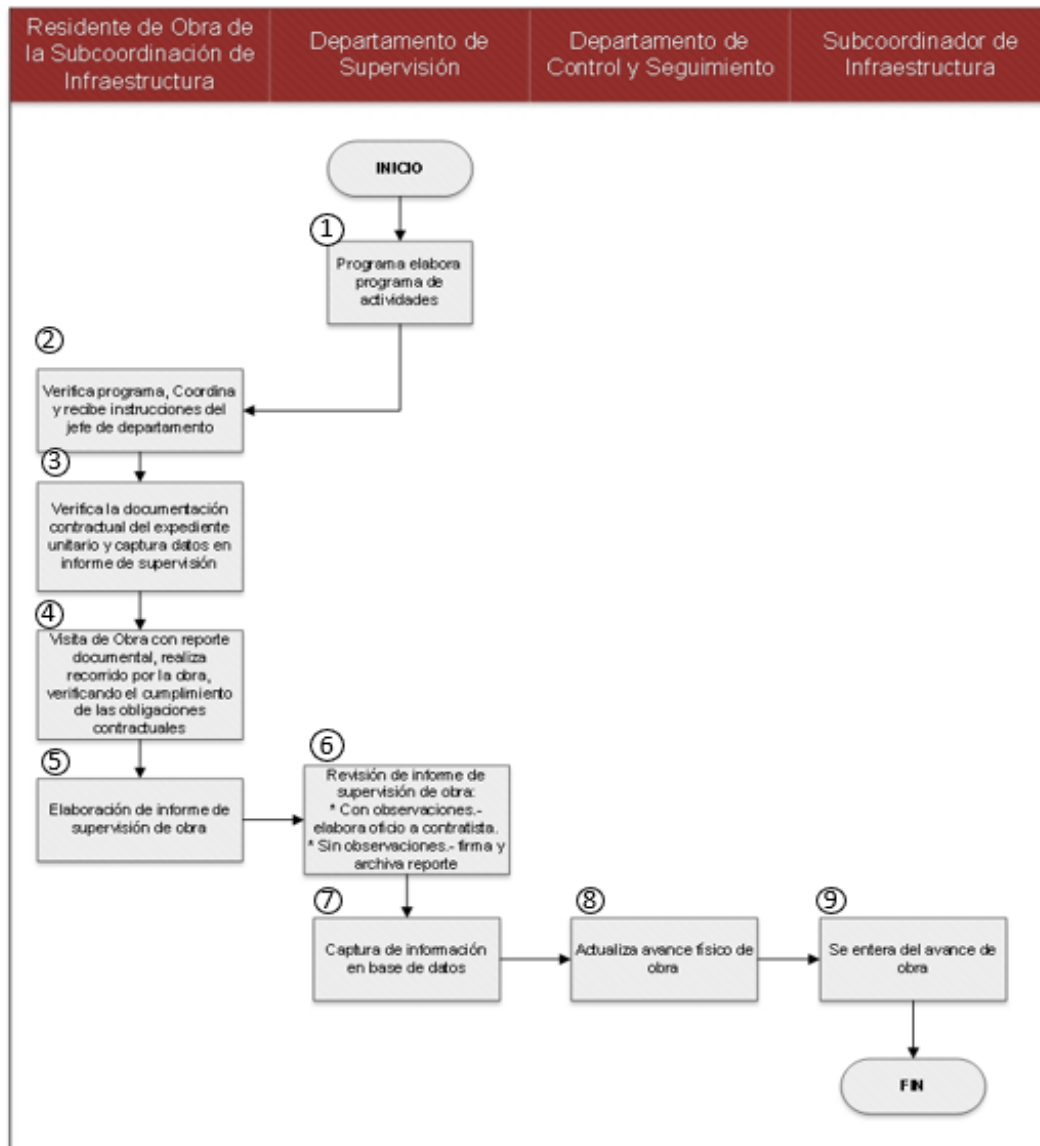 Residente de Obra de
la Subcoordinación de
Infraestructura
Departamento de
Supervisión
Departamento de
Control y Seguimiento
Subcoordinador de
Infraestructura
INICIO
1
Programa elabora
programa de
actividades
2
Verifica programa, Coordina
y recibe instrucciones del
jefe de departamento
3
Verifica la documentación
contractual del expediente
unitario y captura datos en
informe de supervisión
4
Visita de Obra con reporte
documental, realiza
recorrido por la obra,
verificando el cumplimiento
de las obligaciones
contractuales
5
Elaboración de informe de
supervisión de obra
6
Revisión de informe de
supervisión de obra:
* Con observaciones.-
elabora oficio a contratista.
* Sin observaciones.- firma y
archiva reporte
7
Captura de información
en base de datos
8
Actualiza avance físico de
obra
9
Se entera del avance de
obra
FIN